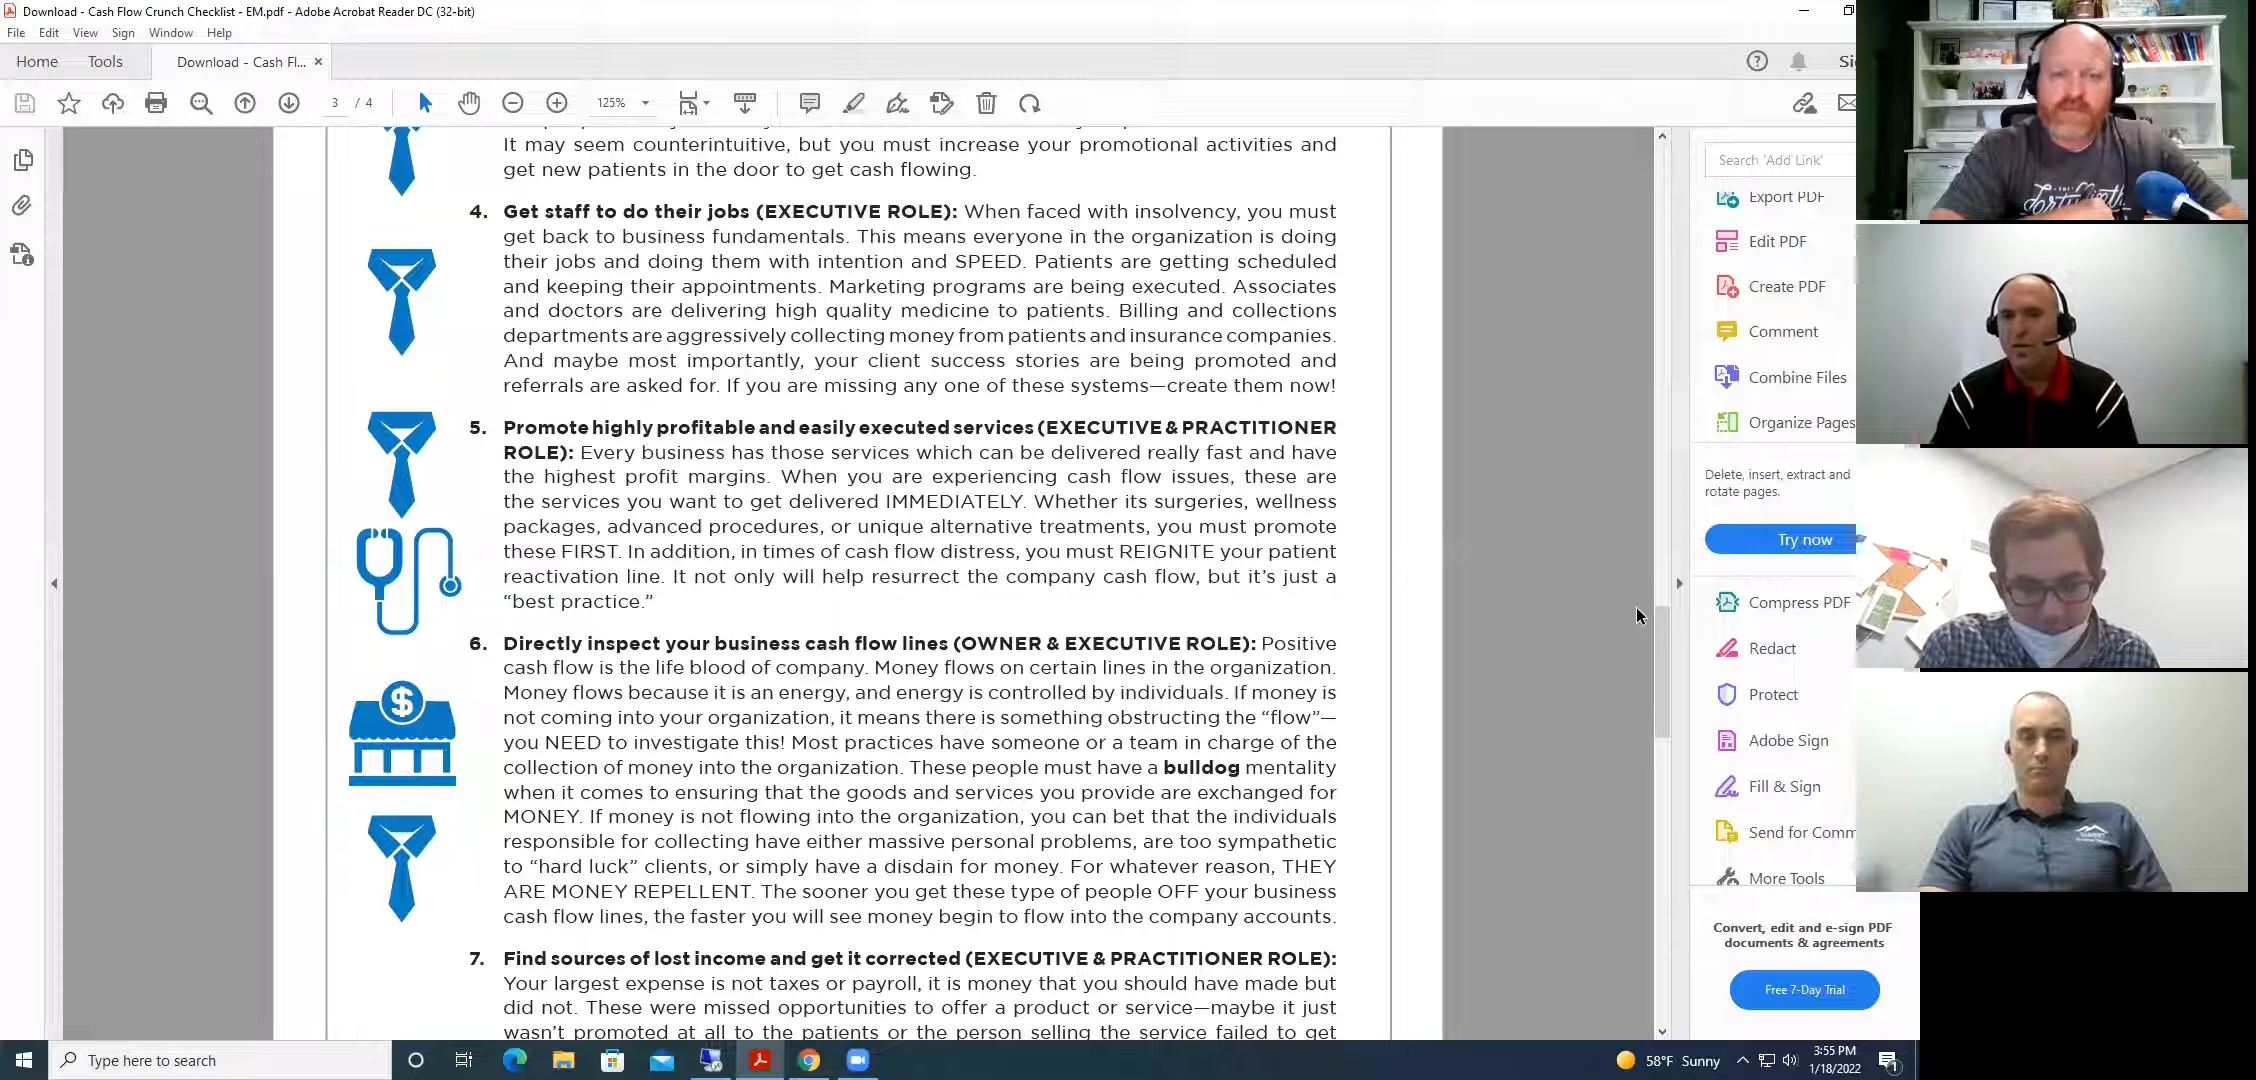 Download - Cash Flow Crunch Checklist - EM.pdf - Adobe Acrobat Reader DC (32-bit)
File Edit View Sign Window Help
Home Tools Download - Cash Fl... ×
3 / 4 125%
Search 'Add Link'
It may seem counterintuitive, but you must increase your promotional activities and
get new patients in the door to get cash flowing.
4. Get staff to do their jobs (EXECUTIVE ROLE): When faced with insolvency, you must
get back to business fundamentals. This means everyone in the organization is doing
their jobs and doing them with intention and SPEED. Patients are getting scheduled
and keeping their appointments. Marketing programs are being executed. Associates
and doctors are delivering high quality medicine to patients. Billing and collections
departments are aggressively collecting money from patients and insurance companies.
And maybe most importantly, your client success stories are being promoted and
referrals are asked for. If you are missing any one of these systems—create them now!
5. Promote highly profitable and easily executed services (EXECUTIVE & PRACTITIONER
ROLE): Every business has those services which can be delivered really fast and have
the highest profit margins. When you are experiencing cash flow issues, these are
the services you want to get delivered IMMEDIATELY. Whether its surgeries, wellness
packages, advanced procedures, or unique alternative treatments, you must promote
these FIRST. In addition, in times of cash flow distress, you must REIGNITE your patient
reactivation line. It not only will help resurrect the company cash flow, but it's just a
“best practice.”
6. Directly inspect your business cash flow lines (OWNER & EXECUTIVE ROLE): Positive
cash flow is the life blood of company. Money flows on certain lines in the organization.
Money flows because it is an energy, and energy is controlled by individuals. If money is
not coming into your organization, it means there is something obstructing the “flow”—
you NEED to investigate this! Most practices have someone or a team in charge of the
collection of money into the organization. These people must have a bulldog mentality
when it comes to ensuring that the goods and services you provide are exchanged for
MONEY. If money is not flowing into the organization, you can bet that the individuals
responsible for collecting have either massive personal problems, are too sympathetic
to “hard luck” clients, or simply have a disdain for money. For whatever reason, THEY
ARE MONEY REPELLENT. The sooner you get these type of people OFF your business
cash flow lines, the faster you will see money begin to flow into the company accounts.
7. Find sources of lost income and get it corrected (EXECUTIVE & PRACTITIONER ROLE):
Your largest expense is not taxes or payroll, it is money that you should have made but
did not. These were missed opportunities to offer a product or service—maybe it just
wasn't promoted at all to the patients or the person selling the service failed to get
$
Export PDF
Edit PDF
Create PDF
Comment
Combine Files
Organize Pages
Delete, insert, extract and
rotate pages.
Try now
Compress PDF
Redact
Protect
Adobe Sign
Fill & Sign
Send for Comm
More Tools
Convert, edit and e-sign PDF
documents & agreements
Free 7-Day Trial
Type here to search
58°F Sunny
3:55 PM
1/18/2022
1